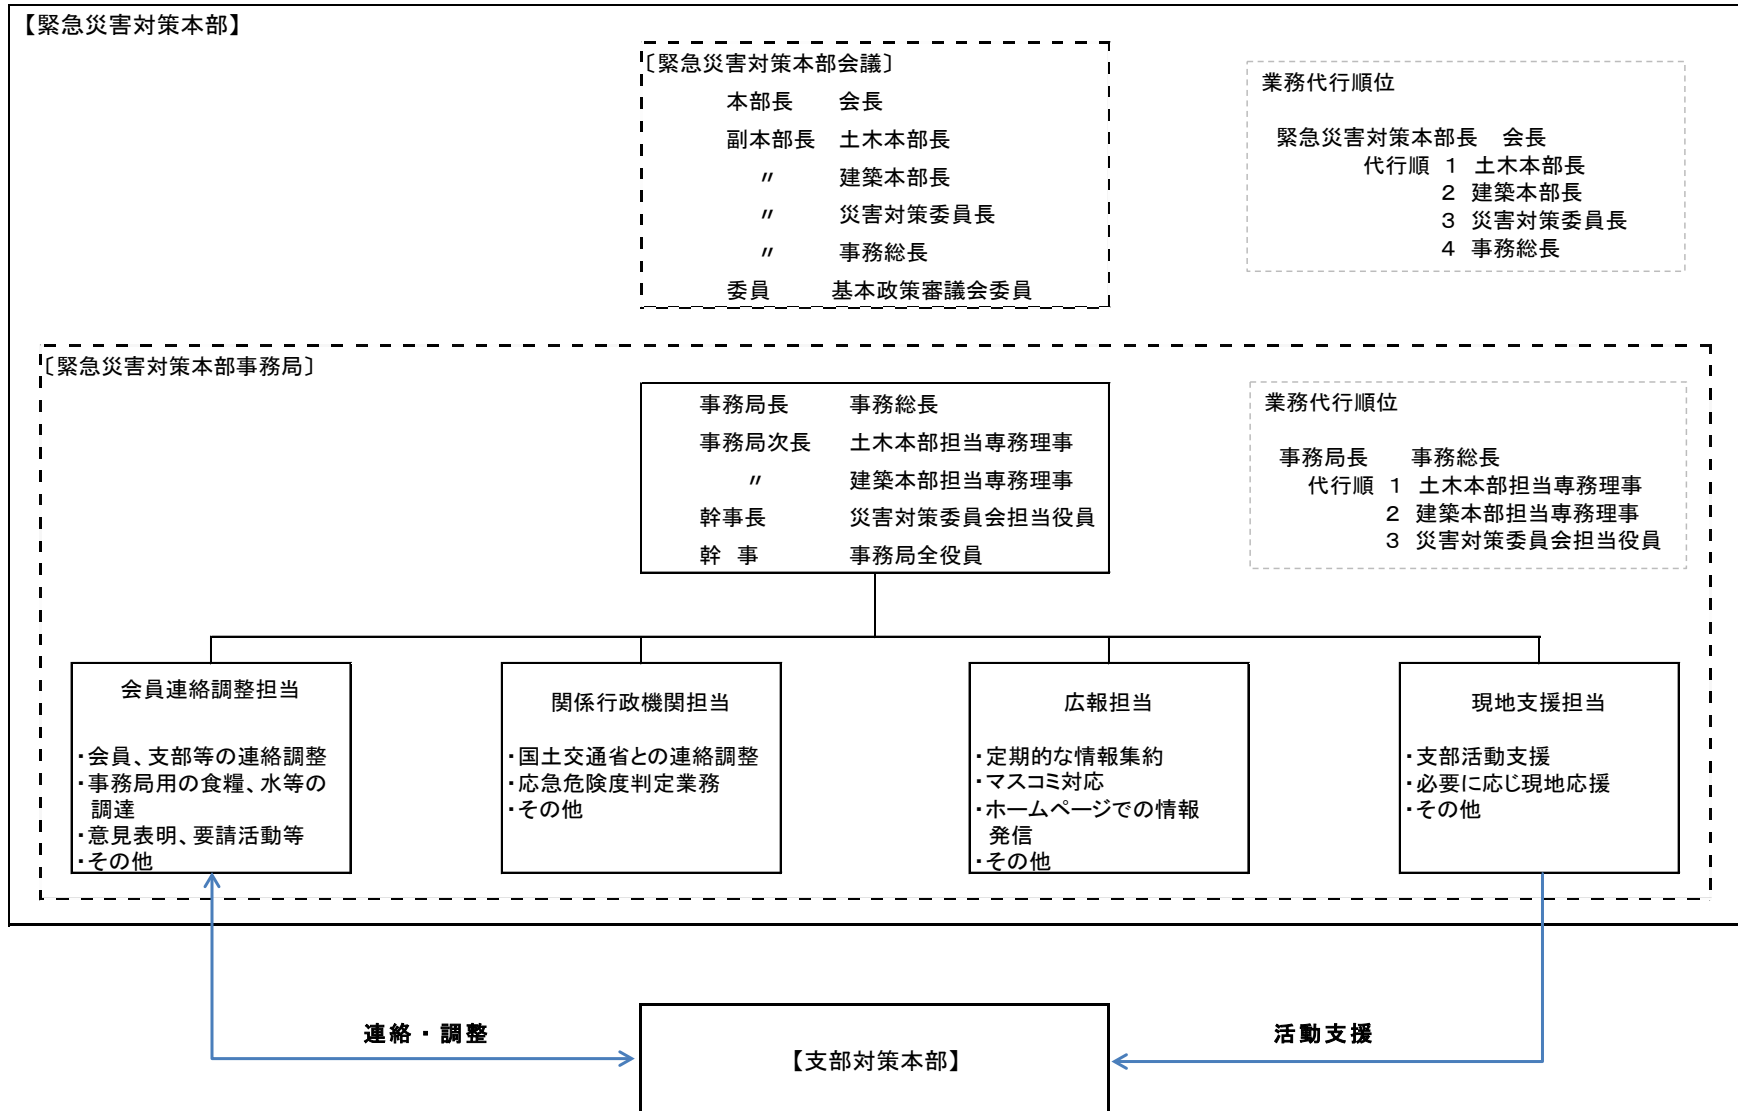 【緊急災害対策本部】
〔緊急災害対策本部会議〕
本部長 会長
副本部長 土木本部長
〃 建築本部長
〃 災害対策委員長
〃 事務総長
委員 基本政策審議会委員
業務代行順位
緊急災害対策本部長 会長
代行順 1 土木本部長
2 建築本部長
3 災害対策委員長
4 事務総長
〔緊急災害対策本部事務局〕
事務局長 事務総長
事務局次長 土木本部担当専務理事
〃 建築本部担当専務理事
幹事長 災害対策委員会担当役員
幹 事 事務局全役員
業務代行順位
事務局長 事務総長
代行順 1 土木本部担当専務理事
2 建築本部担当専務理事
3 災害対策委員会担当役員
会員連絡調整担当
・会員、支部等の連絡調整
・事務局用の食糧、水等の
調達
・意見表明、要請活動等
・その他
関係行政機関担当
・国土交通省との連絡調整
・応急危険度判定業務
・その他
広報担当
・定期的な情報集約
・マスコミ対応
・ホームページでの情報
発信
・その他
現地支援担当
・支部活動支援
・必要に応じ現地応援
・その他
連絡・調整
【支部対策本部】
活動支援